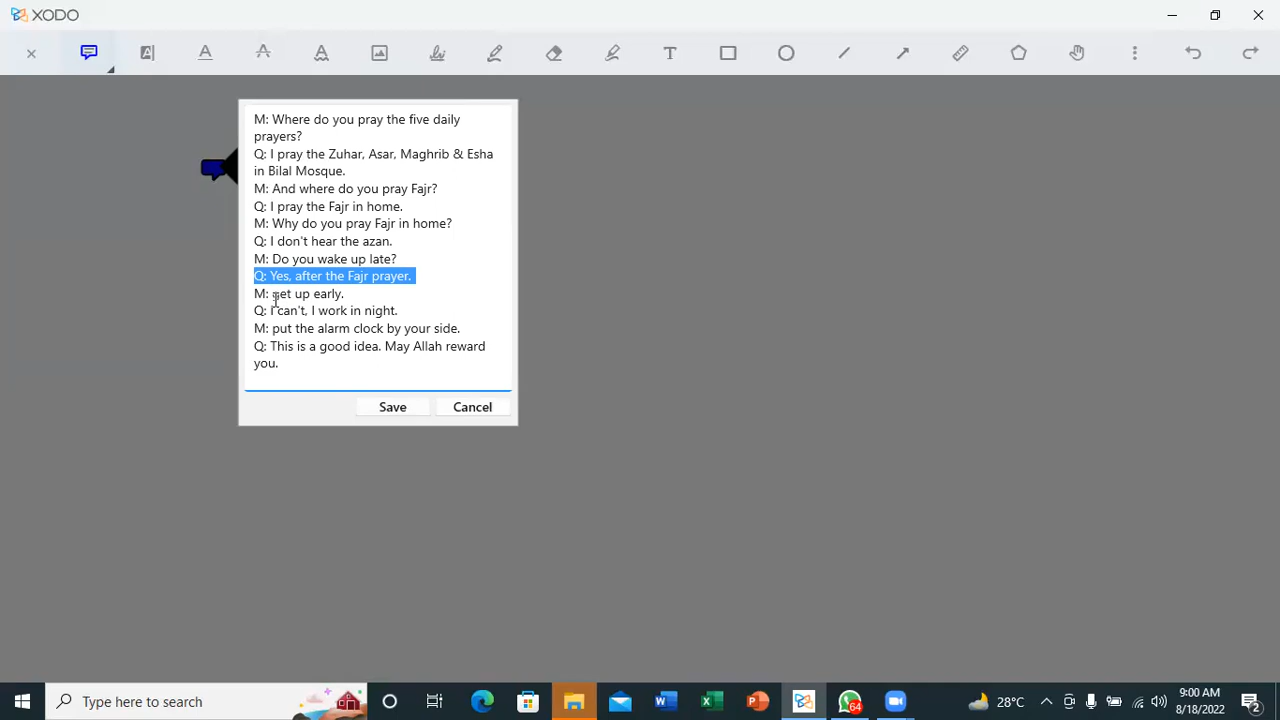 XODO
M: Where do you pray the five daily
prayers?
Q: I pray the Zuhar, Asar, Maghrib & Esha
in Bilal Mosque.
M: And where do you pray Fajr?
Q: I pray the Fajr in home.
M: Why do you pray Fajr in home?
Q: I don't hear the azan.
M: Do you wake up late?
Q: Yes, after the Fajr prayer.
M: get up early.
Q: I can't, I work in night.
M: put the alarm clock by your side.
Q: This is a good idea. May Allah reward
you.
Save Cancel
Type here to search
64
28°C
9:00 AM
8/18/2022
2